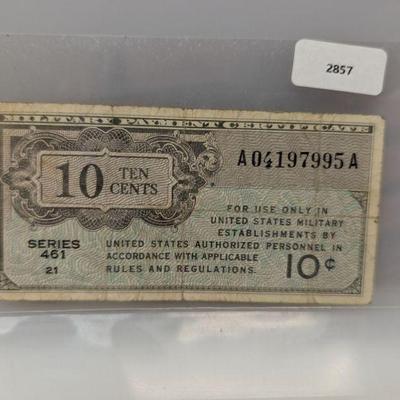 2857
MILITARY PAYMENT CERTIFICATE
A04197995A
10 TEN CENTS
FOR USE ONLY IN
UNITED STATES MILITARY
ESTABLISHMENTS BY
UNITED STATES AUTHORIZED PERSONNEL IN
ACCORDANCE WITH APPLICABLE
RULES AND REGULATIONS.
SERIES
461
21
10¢